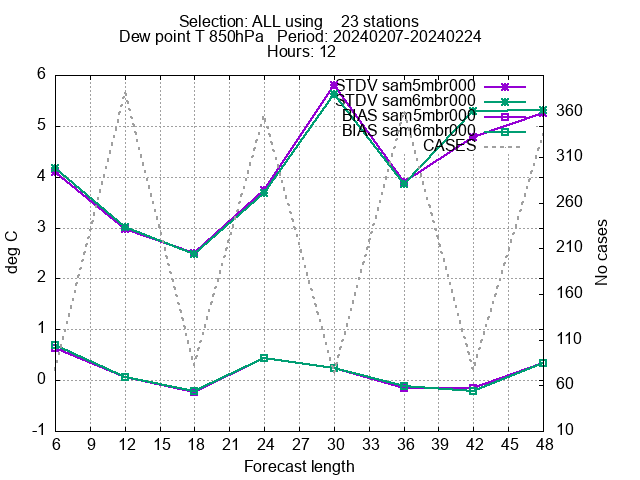 Selection: ALL using 23 stations
Dew point T 850hPa Period: 20240207-20240224
Hours: 12
STDV sam5mbr000
STDV sam6mbr000
BIAS sam5mbr000
BIAS sam6mbr000
CASES
6
5
4
3
2
1
0
-1
deg C
360
310
260
210
160
110
60
10
No cases
6 9 12 15 18 21 24 27 30 33 36 39 42 45 48
Forecast length